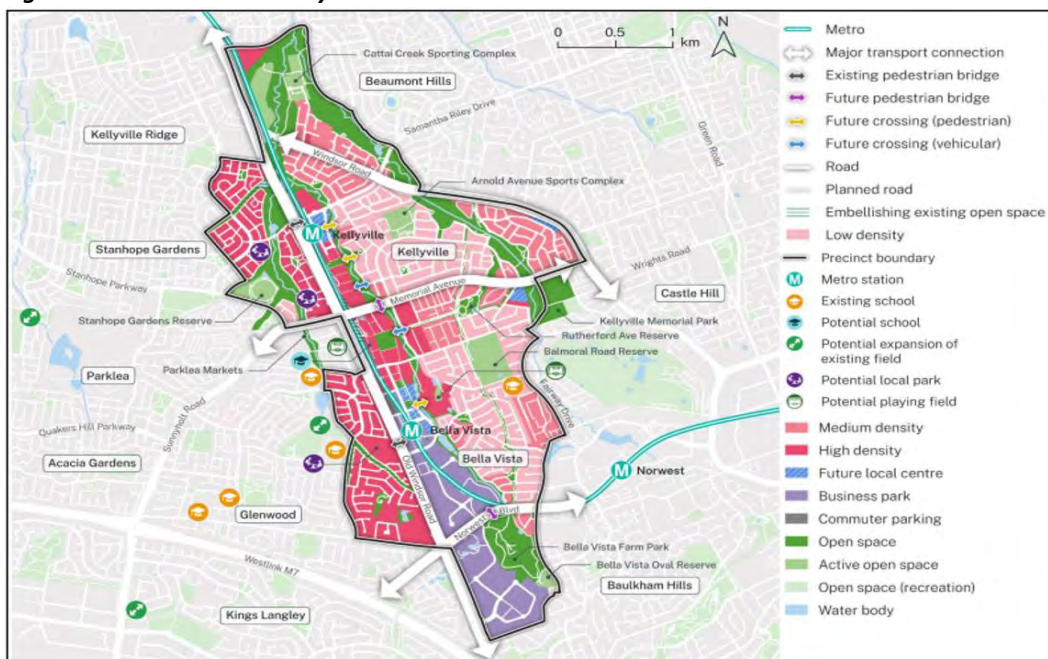 N
0 0.5 1
km
Cattai Creek Sporting Complex
Beaumont Hills
Samantha Riley Drive
Green Road
Kellyville Ridge
Windsor Road
Arnold Avenue Sports Complex
Stanhope Gardens
Kellyville
Kellyville
Stanhope Parkway
Memorial Avenue
Wrights Road
Castle Hill
Stanhope Gardens Reserve
Kellyville Memorial Park
Rutherford Ave Reserve
Balmoral Road Reserve
Parklea Markets
Parklea
Sunnyholt Road
Fairway Drive
Quakers Hill Parkway
Bella Vista
Acacia Gardens
Old Windsor Road
Bella Vista
Norwest
Glenwood
Blvd
Bella Vista Farm Park
Westlink M7
Bella Vista Oval Reserve
Baulkham Hills
Kings Langley
Metro
Major transport connection
Existing pedestrian bridge
Future pedestrian bridge
Future crossing (pedestrian)
Future crossing (vehicular)
Road
Planned road
Embellishing existing open space
Low density
Precinct boundary
M Metro station
Existing school
Potential school
Potential expansion of
existing field
Potential local park
Potential playing field
Medium density
High density
Future local centre
Business park
Commuter parking
Open space
Active open space
Open space (recreation)
Water body